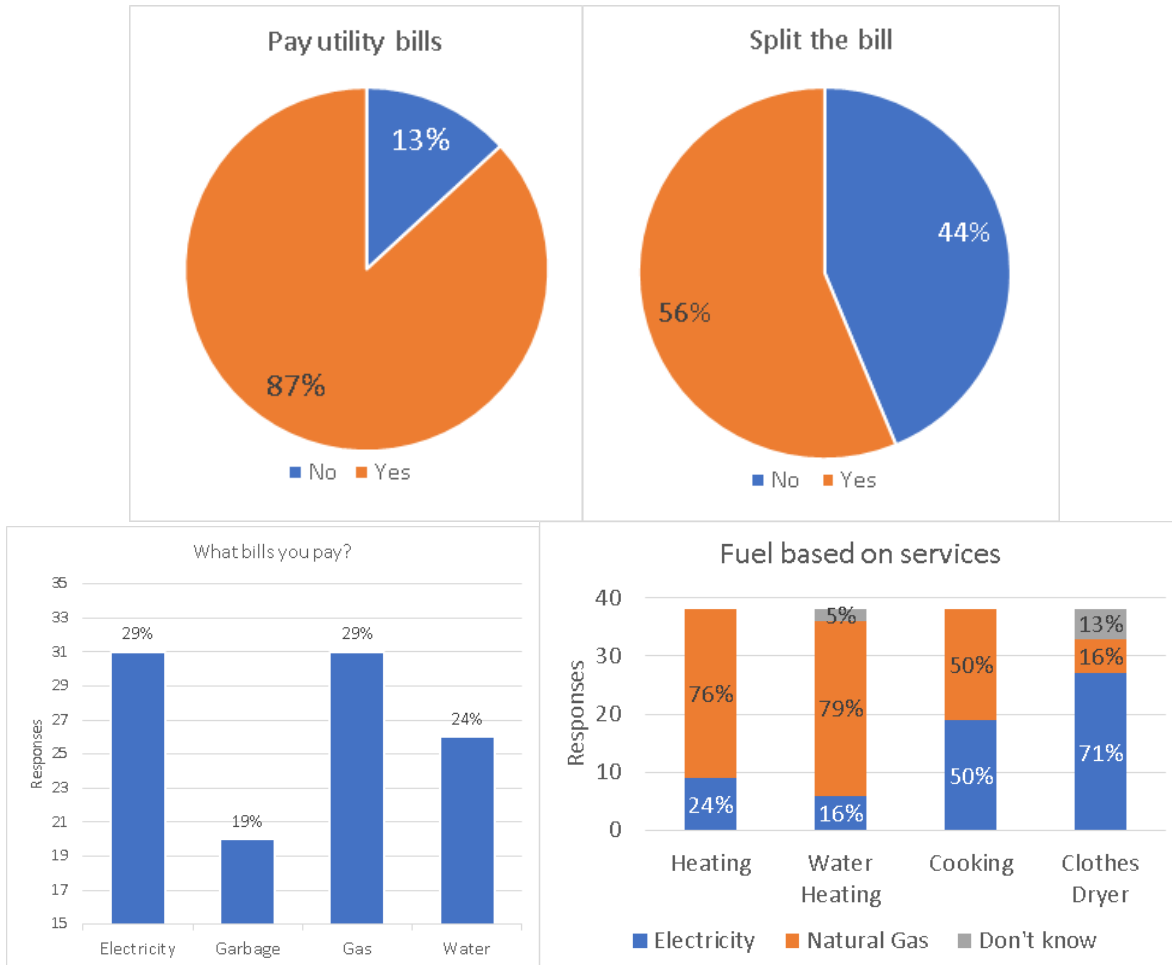 Pay utility bills
13%
87%
No Yes
Split the bill
44%
56%
No Yes
What bills you pay?
35
33
31
29
27
25
23
21
19
17
15
Responses
29%
19%
29%
24%
Electricity Garbage Gas Water
Fuel based on services
40
30
20
10
0
Responses
76%
24%
5%
79%
16%
50%
50%
13%
16%
71%
Heating
Water
Heating
Cooking
Clothes
Dryer
Electricity Natural Gas Don't know